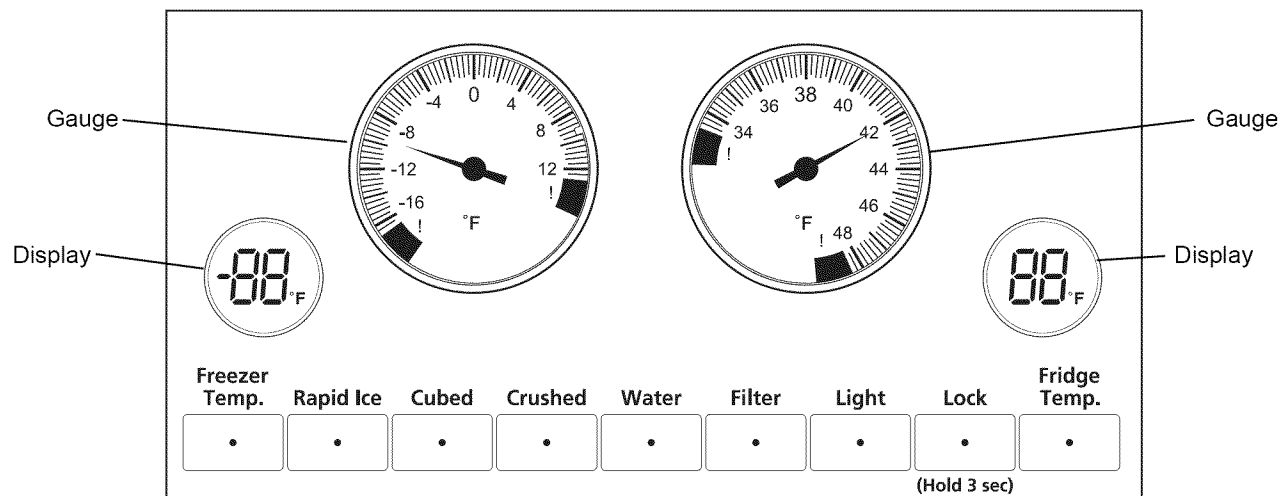 Gauge
-4 0 4
-8 8
-12 12
-16 !
!
°F
36 38 40
34 42
! 44
46
! 48
°F
Gauge
Display
-88 °F
88 °F
Display
Freezer Temp.
Rapid Ice
Cubed
Crushed
Water
Filter
Light
Lock
Fridge Temp.
(Hold 3 sec)